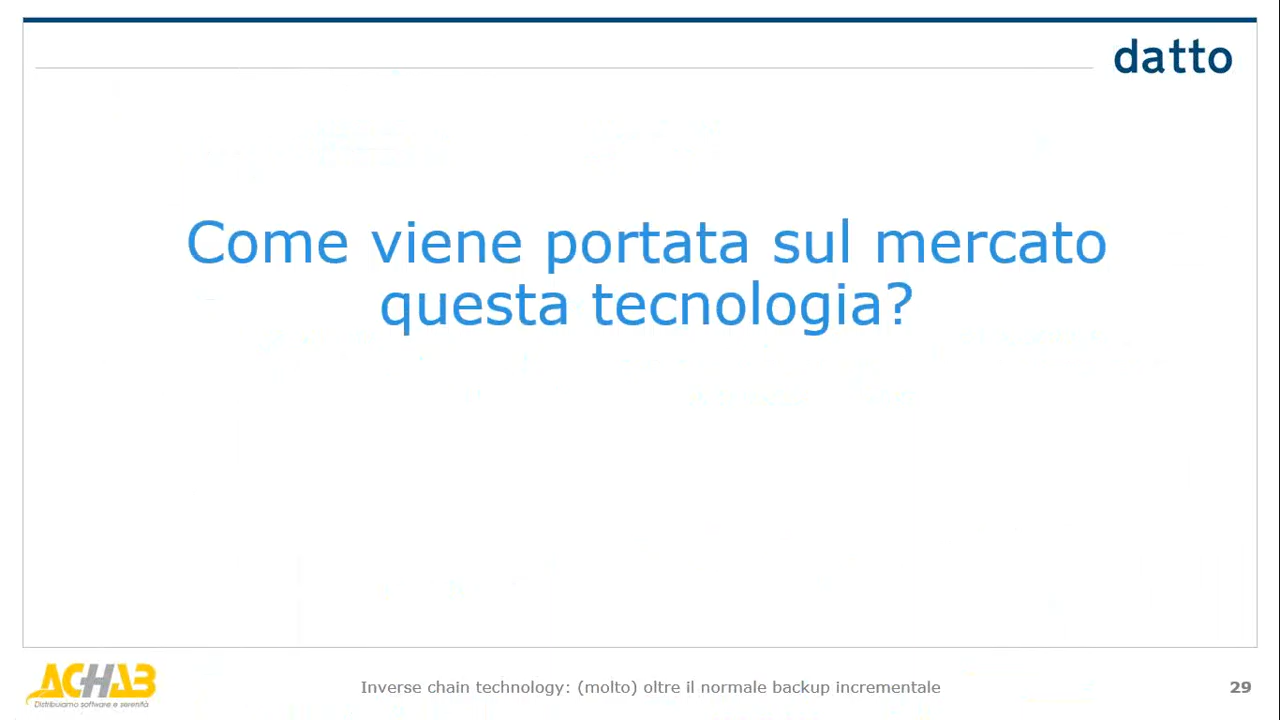 datto
Come viene portata sul mercato
questa tecnologia?
ACHAB
Distribuiamo software e serenità
Inverse chain technology: (molto) oltre il normale backup incrementale
29